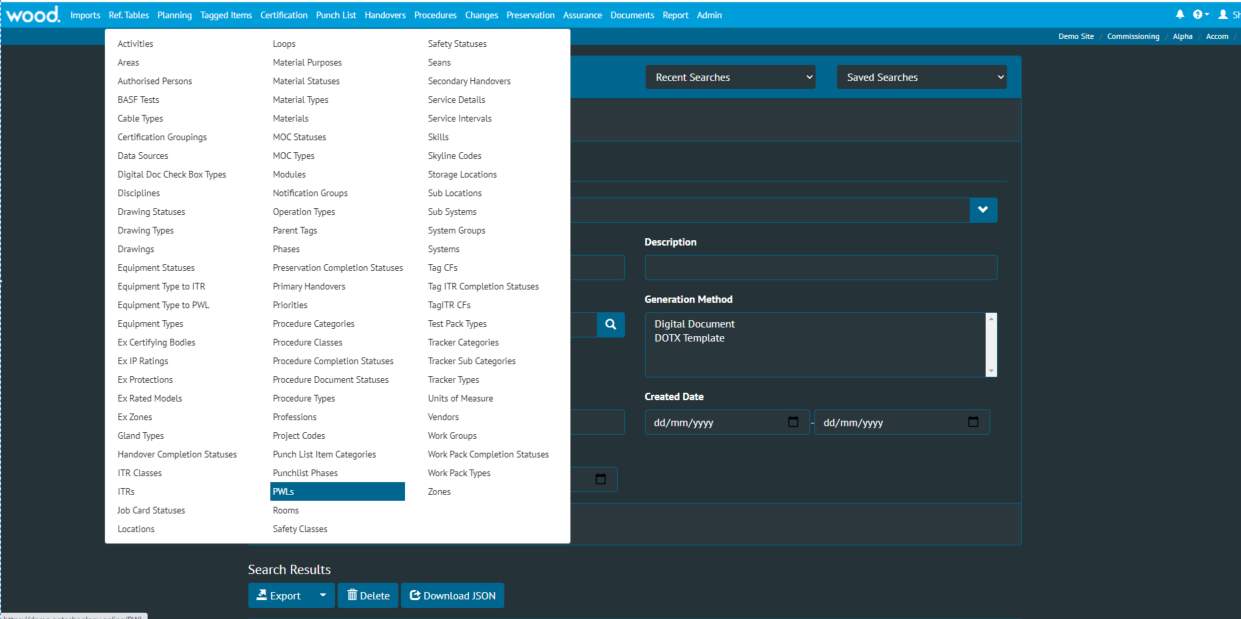 wood. Imports Ref. Tables Planning Tagged Items Certification Punch List Handovers Procedures Changes Preservation Assurance Documents Report Admin
Demo Site / Commissioning / Alpha / Accom /
Activities
Areas
Authorised Persons
BASF Tests
Cable Types
Certification Groupings
Data Sources
Digital Doc Check Box Types
Disciplines
Drawing Statuses
Drawing Types
Drawings
Equipment Statuses
Equipment Type to ITR
Equipment Type to PWL
Equipment Types
Ex Certifying Bodies
Ex IP Ratings
Ex Protections
Ex Rated Models
Ex Zones
Gland Types
Handover Completion Statuses
ITR Classes
ITRs
Job Card Statuses
Locations
Loops
Material Purposes
Material Statuses
Material Types
Materials
MOC Statuses
MOC Types
Modules
Notification Groups
Operation Types
Parent Tags
Phases
Preservation Completion Statuses
Primary Handovers
Priorities
Procedure Categories
Procedure Classes
Procedure Completion Statuses
Procedure Document Statuses
Procedure Types
Professions
Project Codes
Punch List Item Categories
Punchlist Phases
PWLs
Rooms
Safety Classes
Safety Statuses
Seans
Secondary Handovers
Service Details
Service Intervals
Skills
Skyline Codes
Storage Locations
Sub Locations
Sub Systems
System Groups
Systems
Tag CFs
Tag ITR Completion Statuses
TagITR CFs
Test Pack Types
Tracker Categories
Tracker Sub Categories
Tracker Types
Units of Measure
Vendors
Work Groups
Work Pack Completion Statuses
Work Pack Types
Zones
Recent Searches
Saved Searches
Description
Generation Method
Digital Document
DOTX Template
Created Date
dd/mm/yyyy - dd/mm/yyyy
Search Results
Export Delete Download JSON